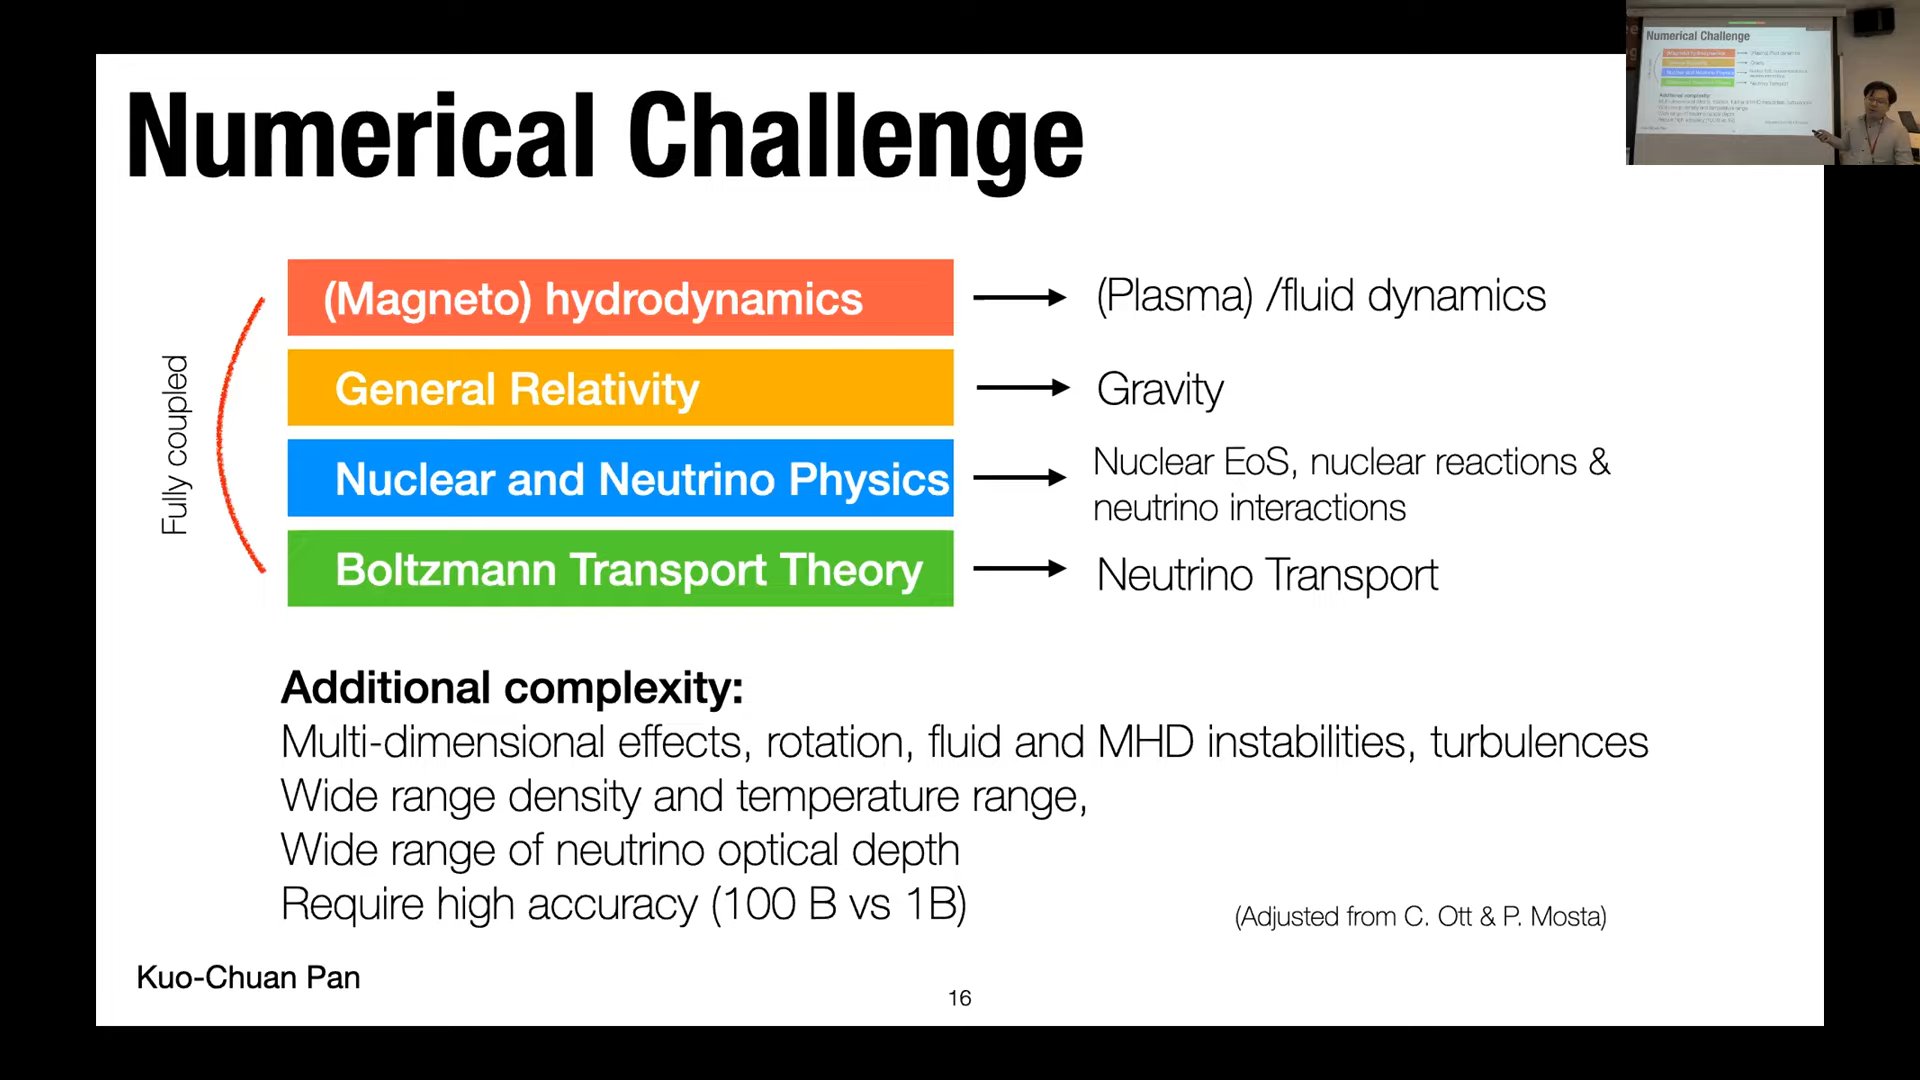 Numerical Challenge
Fully coupled
(Magneto) hydrodynamics
(Plasma) /fluid dynamics
General Relativity
Gravity
Nuclear and Neutrino Physics
Nuclear EoS, nuclear reactions &
neutrino interactions
Boltzmann Transport Theory
Neutrino Transport
Additional complexity:
Multi-dimensional effects, rotation, fluid and MHD instabilities, turbulences
Wide range density and temperature range,
Wide range of neutrino optical depth
Require high accuracy (100 B vs 1B)
(Adjusted from C. Ott & P. Mosta)
Kuo-Chuan Pan
16
Numerical Challenge